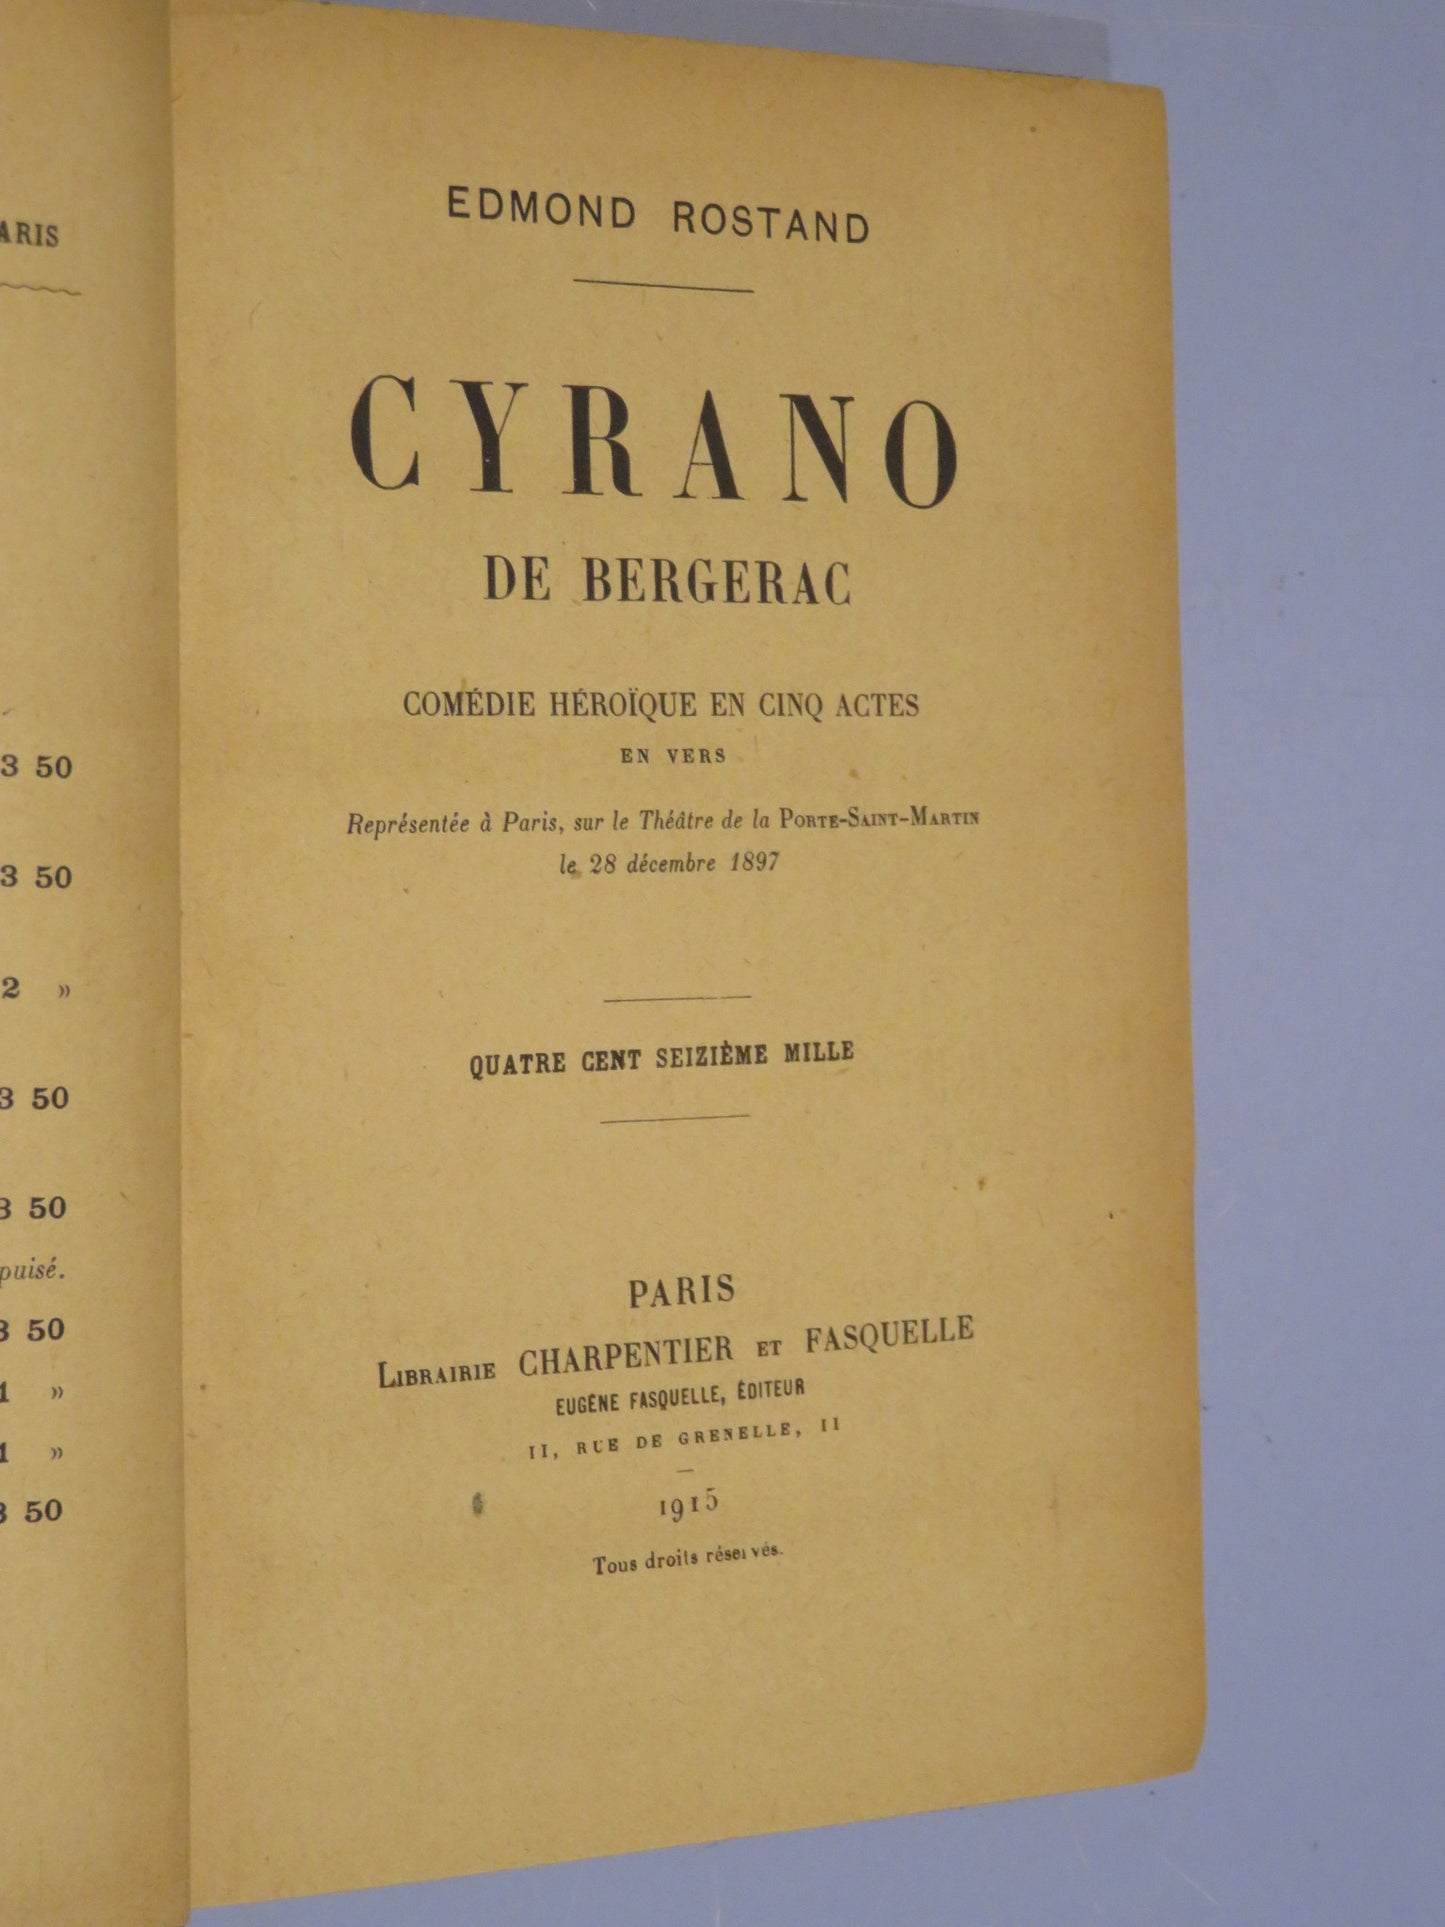 ARIS
3 50
3 50
2 »
3 50
3 50
puisé.
3 50
1 »
1 »
3 50
EDMOND ROSTAND
CYRANO
DE BERGERAC
COMÉDIE HÉROÏQUE EN CINQ ACTES
EN VERS
Représentée à Paris, sur le Théâtre de la PORTE-SAINT-MARTIN
le 28 décembre 1897
QUATRE CENT SEIZIÈME MILLE
PARIS
LIBRAIRIE CHARPENTIER ET FASQUELLE
EUGÈNE FASQUELLE, ÉDITEUR
11, RUE DE GRENELLE, 11
1915
Tous droits réservés.